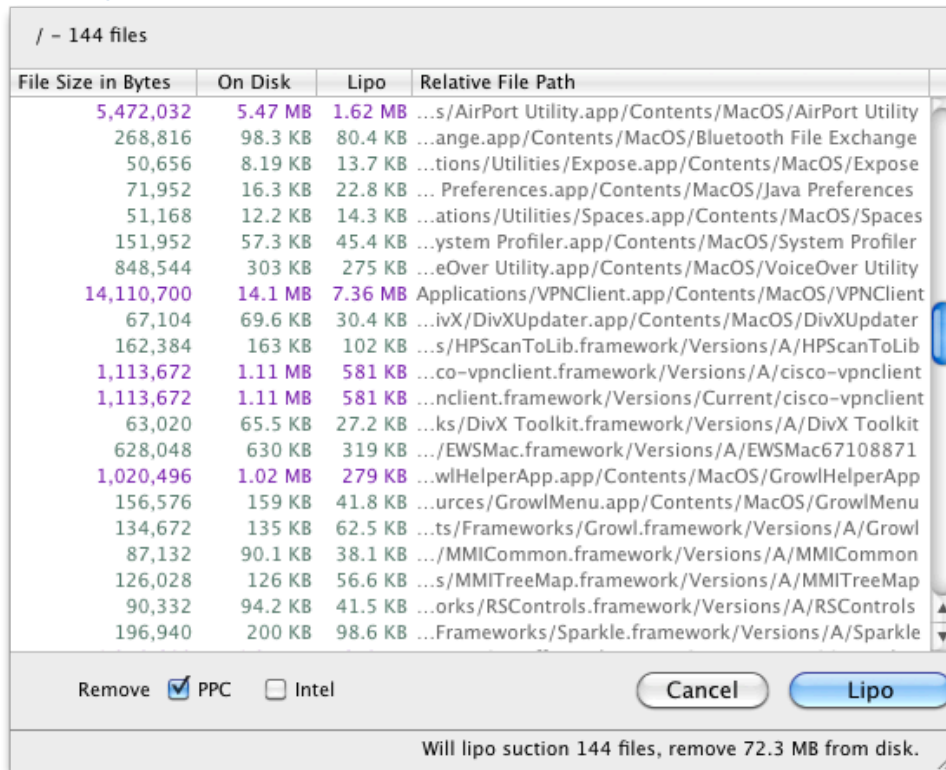 / – 144 files
File Size in Bytes On Disk Lipo Relative File Path
5,472,032 5.47 MB 1.62 MB ...s/AirPort Utility.app/Contents/MacOS/AirPort Utility
268,816 98.3 KB 80.4 KB ...ange.app/Contents/MacOS/Bluetooth File Exchange
50,656 8.19 KB 13.7 KB ...tions/Utilities/Expose.app/Contents/MacOS/Expose
71,952 16.3 KB 22.8 KB ... Preferences.app/Contents/MacOS/Java Preferences
51,168 12.2 KB 14.3 KB ...ations/Utilities/Spaces.app/Contents/MacOS/Spaces
151,952 57.3 KB 45.4 KB ...ystem Profiler.app/Contents/MacOS/System Profiler
848,544 303 KB 275 KB ...eOver Utility.app/Contents/MacOS/VoiceOver Utility
14,110,700 14.1 MB 7.36 MB Applications/VPNClient.app/Contents/MacOS/VPNClient
67,104 69.6 KB 30.4 KB ...ivX/DivXUpdater.app/Contents/MacOS/DivXUpdater
162,384 163 KB 102 KB ...s/HPScanToLib.framework/Versions/A/HPScanToLib
1,113,672 1.11 MB 581 KB ...co-vpnclient.framework/Versions/A/cisco-vpnclient
1,113,672 1.11 MB 581 KB ...nclient.framework/Versions/Current/cisco-vpnclient
63,020 65.5 KB 27.2 KB ...ks/DivX Toolkit.framework/Versions/A/DivX Toolkit
628,048 630 KB 319 KB .../EWSMac.framework/Versions/A/EWSMac67108871
1,020,496 1.02 MB 279 KB ...wlHelperApp.app/Contents/MacOS/GrowlHelperApp
156,576 159 KB 41.8 KB ...urces/GrowlMenu.app/Contents/MacOS/GrowlMenu
134,672 135 KB 62.5 KB ...ts/Frameworks/Growl.framework/Versions/A/Growl
87,132 90.1 KB 38.1 KB .../MMICommon.framework/Versions/A/MMICommon
126,028 126 KB 56.6 KB ...s/MMITreeMap.framework/Versions/A/MMITreeMap
90,332 94.2 KB 41.5 KB ...orks/RSControls.framework/Versions/A/RSControls
196,940 200 KB 98.6 KB ...Frameworks/Sparkle.framework/Versions/A/Sparkle
Remove PPC Intel Cancel Lipo
Will lipo suction 144 files, remove 72.3 MB from disk.